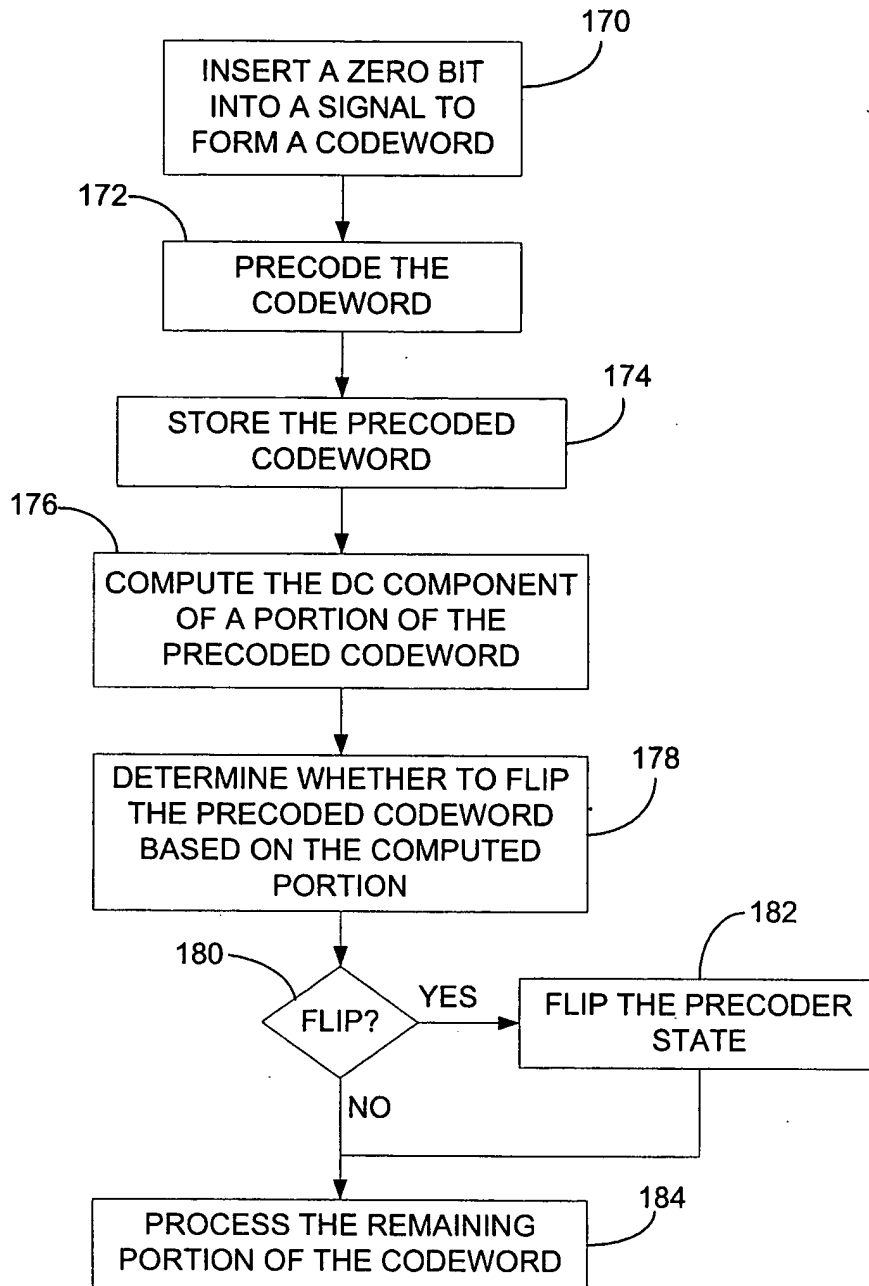 170
INSERT A ZERO BIT
INTO A SIGNAL TO
FORM A CODEWORD
172
PRECODE THE
CODEWORD
174
STORE THE PRECODED
CODEWORD
176
COMPUTE THE DC COMPONENT
OF A PORTION OF THE
PRECODED CODEWORD
178
DETERMINE WHETHER TO FLIP
THE PRECODED CODEWORD
BASED ON THE COMPUTED
PORTION
180
FLIP?
YES
182
FLIP THE PRECODER
STATE
NO
184
PROCESS THE REMAINING
PORTION OF THE CODEWORD